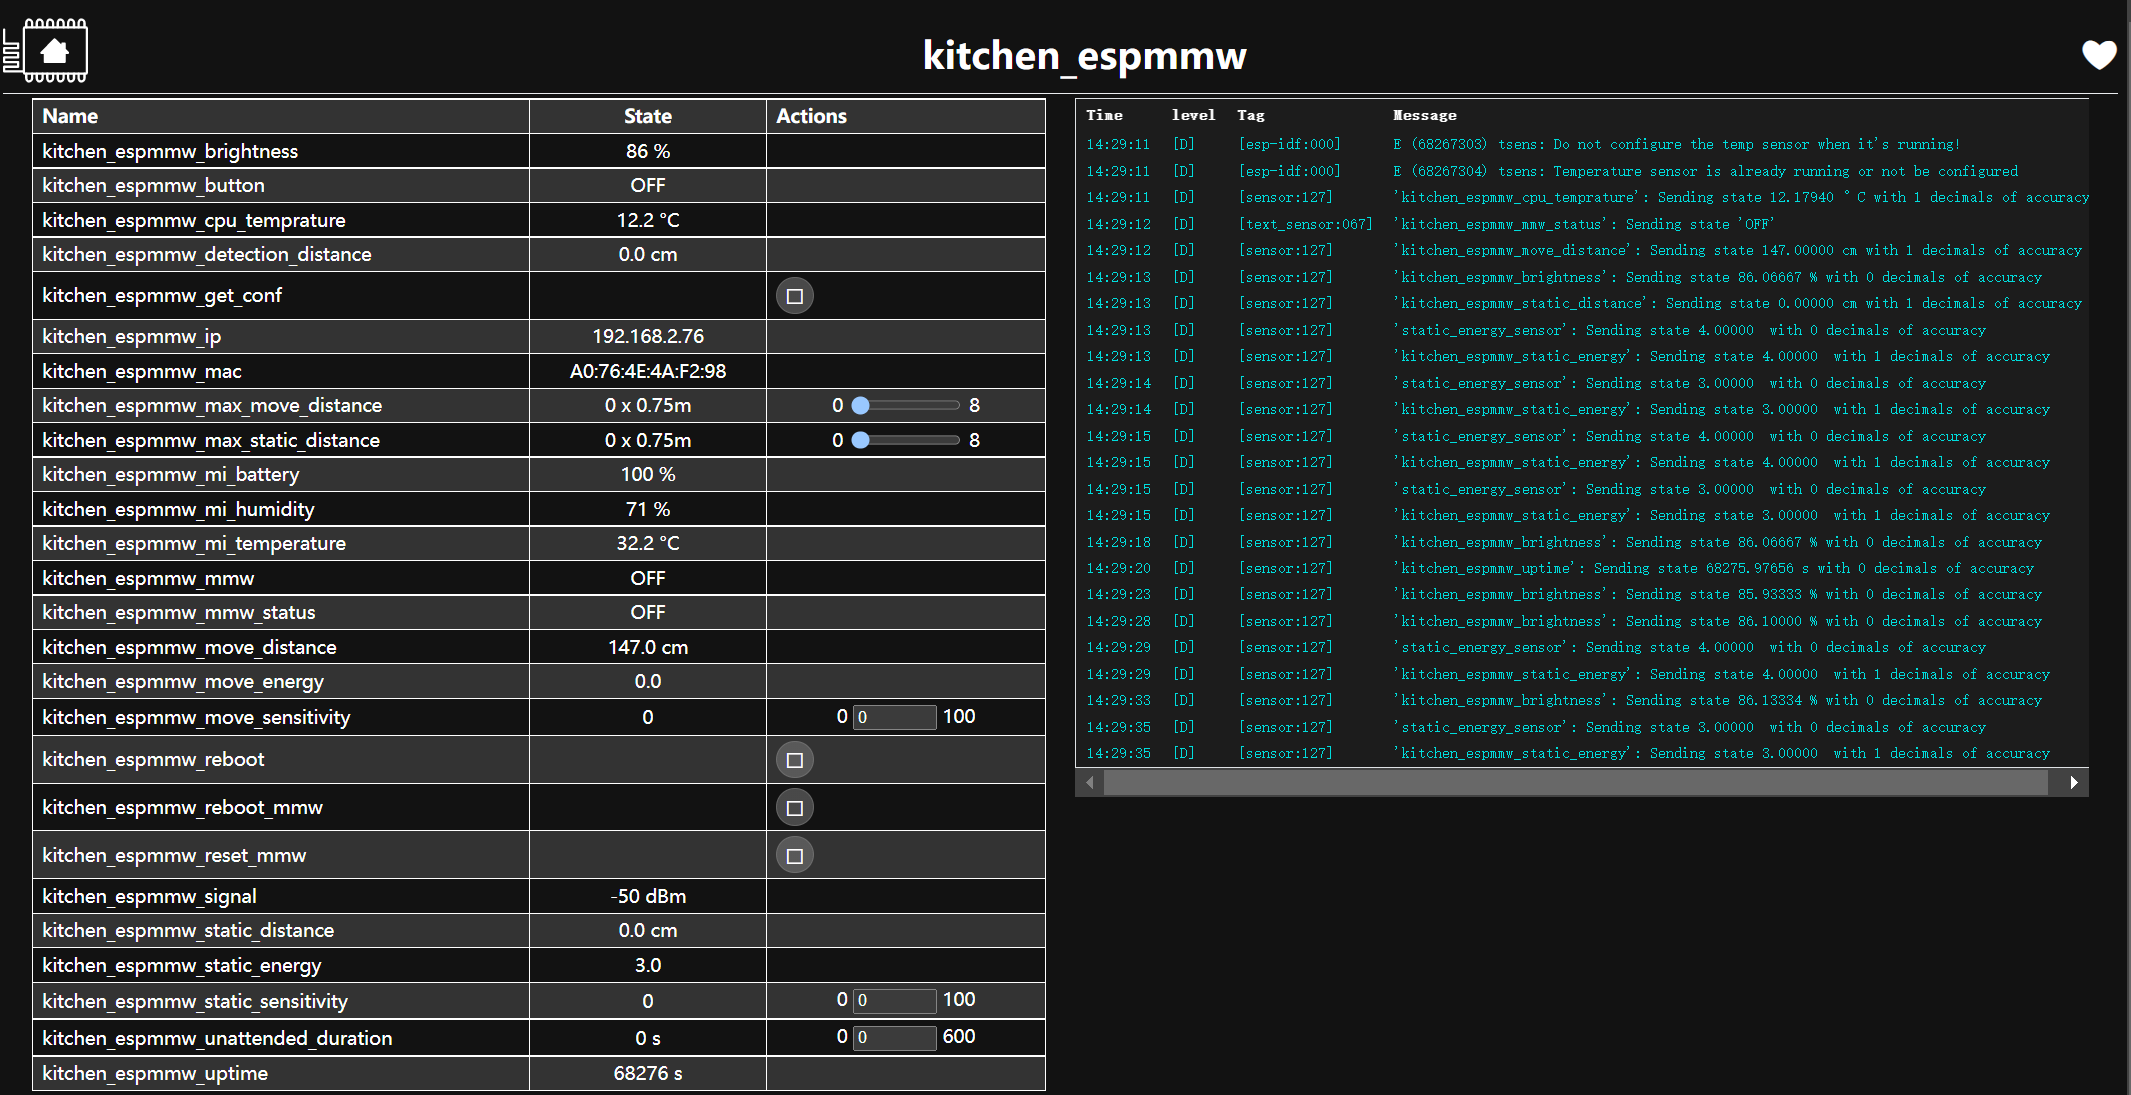 kitchen_espmmw
Name State Actions
kitchen_espmmw_brightness 86 %
kitchen_espmmw_button OFF
kitchen_espmmw_cpu_temprature 12.2 °C
kitchen_espmmw_detection_distance 0.0 cm
kitchen_espmmw_get_conf
kitchen_espmmw_ip 192.168.2.76
kitchen_espmmw_mac A0:76:4E:4A:F2:98
kitchen_espmmw_max_move_distance 0 x 0.75m 0 8
kitchen_espmmw_max_static_distance 0 x 0.75m 0 8
kitchen_espmmw_mi_battery 100 %
kitchen_espmmw_mi_humidity 71 %
kitchen_espmmw_mi_temperature 32.2 °C
kitchen_espmmw_mmw OFF
kitchen_espmmw_mmw_status OFF
kitchen_espmmw_move_distance 147.0 cm
kitchen_espmmw_move_energy 0.0
kitchen_espmmw_move_sensitivity 0 0 0 100
kitchen_espmmw_reboot
kitchen_espmmw_reboot_mmw
kitchen_espmmw_reset_mmw
kitchen_espmmw_signal -50 dBm
kitchen_espmmw_static_distance 0.0 cm
kitchen_espmmw_static_energy 3.0
kitchen_espmmw_static_sensitivity 0 0 0 100
kitchen_espmmw_unattended_duration 0 s 0 0 600
kitchen_espmmw_uptime 68276 s
Time level Tag Message
14:29:11 [D] [esp-idf:000] E (68267303) tsens: Do not configure the temp sensor when it's running!
14:29:11 [D] [esp-idf:000] E (68267304) tsens: Temperature sensor is already running or not be configured
14:29:11 [D] [sensor:127] 'kitchen_espmmw_cpu_temprature': Sending state 12.17940 °C with 1 decimals of accuracy
14:29:12 [D] [text_sensor:067] 'kitchen_espmmw_mmw_status': Sending state 'OFF'
14:29:12 [D] [sensor:127] 'kitchen_espmmw_move_distance': Sending state 147.00000 cm with 1 decimals of accuracy
14:29:13 [D] [sensor:127] 'kitchen_espmmw_brightness': Sending state 86.06667 % with 0 decimals of accuracy
14:29:13 [D] [sensor:127] 'kitchen_espmmw_static_distance': Sending state 0.00000 cm with 1 decimals of accuracy
14:29:13 [D] [sensor:127] 'static_energy_sensor': Sending state 4.00000 with 0 decimals of accuracy
14:29:13 [D] [sensor:127] 'kitchen_espmmw_static_energy': Sending state 4.00000 with 1 decimals of accuracy
14:29:14 [D] [sensor:127] 'static_energy_sensor': Sending state 3.00000 with 0 decimals of accuracy
14:29:14 [D] [sensor:127] 'kitchen_espmmw_static_energy': Sending state 3.00000 with 1 decimals of accuracy
14:29:15 [D] [sensor:127] 'static_energy_sensor': Sending state 4.00000 with 0 decimals of accuracy
14:29:15 [D] [sensor:127] 'kitchen_espmmw_static_energy': Sending state 4.00000 with 1 decimals of accuracy
14:29:15 [D] [sensor:127] 'static_energy_sensor': Sending state 3.00000 with 0 decimals of accuracy
14:29:15 [D] [sensor:127] 'kitchen_espmmw_static_energy': Sending state 3.00000 with 1 decimals of accuracy
14:29:18 [D] [sensor:127] 'kitchen_espmmw_brightness': Sending state 86.06667 % with 0 decimals of accuracy
14:29:20 [D] [sensor:127] 'kitchen_espmmw_uptime': Sending state 68275.97656 s with 0 decimals of accuracy
14:29:23 [D] [sensor:127] 'kitchen_espmmw_brightness': Sending state 85.93333 % with 0 decimals of accuracy
14:29:28 [D] [sensor:127] 'kitchen_espmmw_brightness': Sending state 86.10000 % with 0 decimals of accuracy
14:29:29 [D] [sensor:127] 'static_energy_sensor': Sending state 4.00000 with 0 decimals of accuracy
14:29:29 [D] [sensor:127] 'kitchen_espmmw_static_energy': Sending state 4.00000 with 1 decimals of accuracy
14:29:33 [D] [sensor:127] 'kitchen_espmmw_brightness': Sending state 86.13334 % with 0 decimals of accuracy
14:29:35 [D] [sensor:127] 'static_energy_sensor': Sending state 3.00000 with 0 decimals of accuracy
14:29:35 [D] [sensor:127] 'kitchen_espmmw_static_energy': Sending state 3.00000 with 1 decimals of accuracy